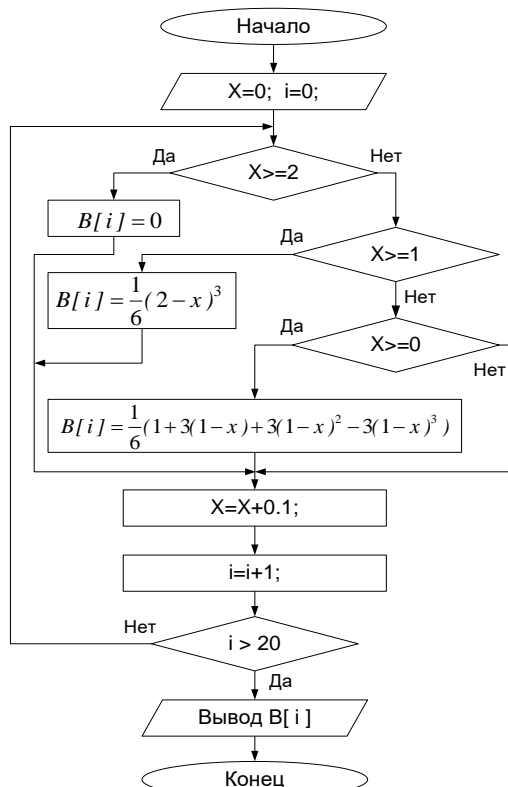 Начало
X=0; i=0;
Да
Нет
X>=2
B[ i ] = 0
Да
X>=1
B[ i ] = 1/6 ( 2 − x )^3
Нет
Да
X>=0
Нет
B[ i ] = 1/6 (1 + 3(1 − x) + 3(1 − x)^2 − 3(1 − x)^3 )
X=X+0.1;
i=i+1;
Нет
i > 20
Да
Вывод B[ i ]
Конец